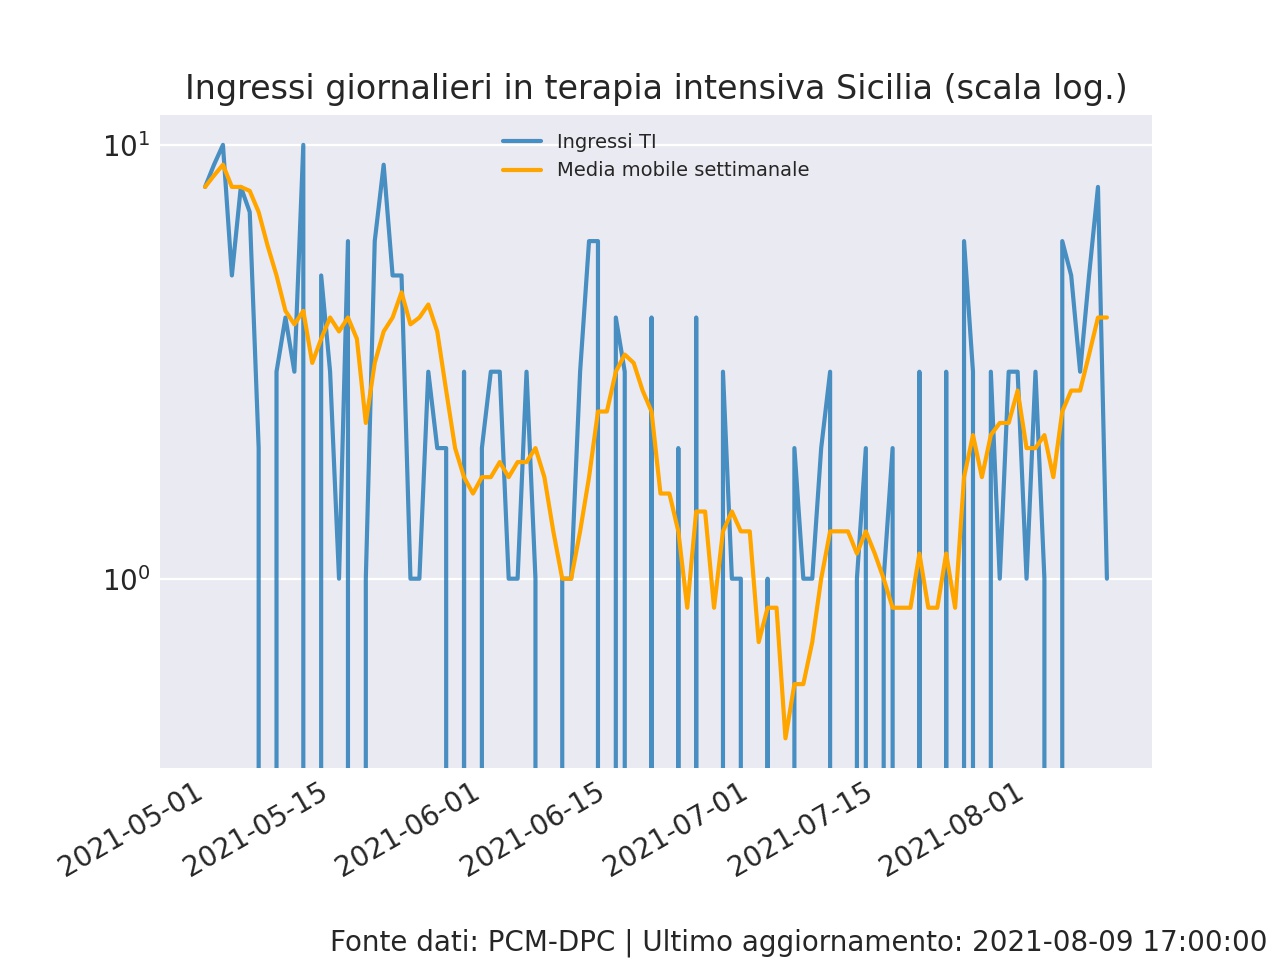 Ingressi giornalieri in terapia intensiva Sicilia (scala log.)
Ingressi TI
Media mobile settimanale
10¹
10⁰
2021-05-01
2021-05-15
2021-06-01
2021-06-15
2021-07-01
2021-07-15
2021-08-01
Fonte dati: PCM-DPC | Ultimo aggiornamento: 2021-08-09 17:00:00